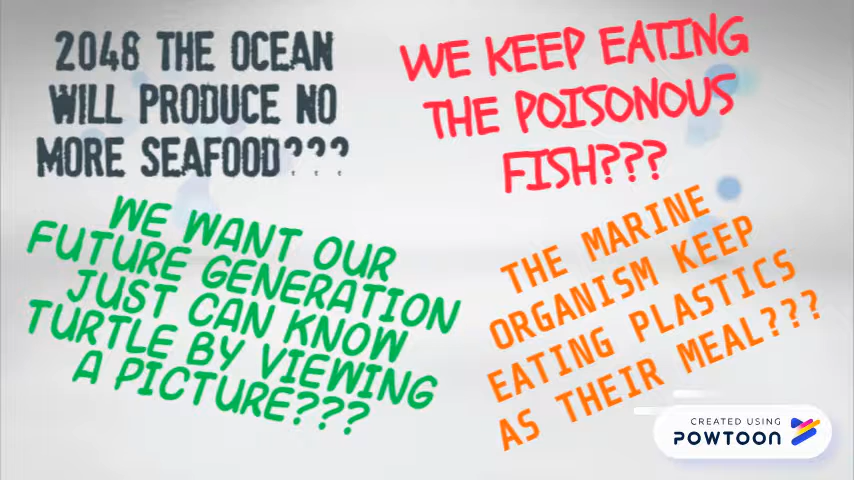 2048 THE OCEAN
WILL PRODUCE NO
MORE SEAFOOD???
WE KEEP EATING
THE POISONOUS
FISH???
WE WANT OUR
FUTURE GENERATION
JUST CAN KNOW
TURTLE BY VIEWING
A PICTURE???
THE MARINE
ORGANISM KEEP
EATING PLASTICS
AS THEIR MEAL???
CREATED USING
POWTOON